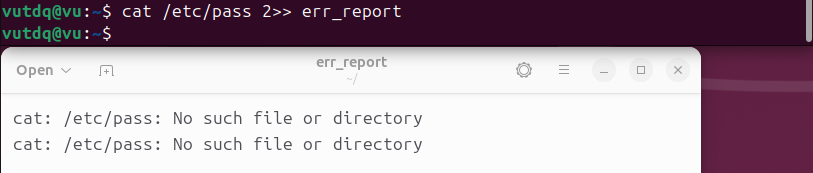 vutdq@vu:~$ cat /etc/pass 2>> err_report
vutdq@vu:~$
Open
err_report
~/
cat: /etc/pass: No such file or directory
cat: /etc/pass: No such file or directory